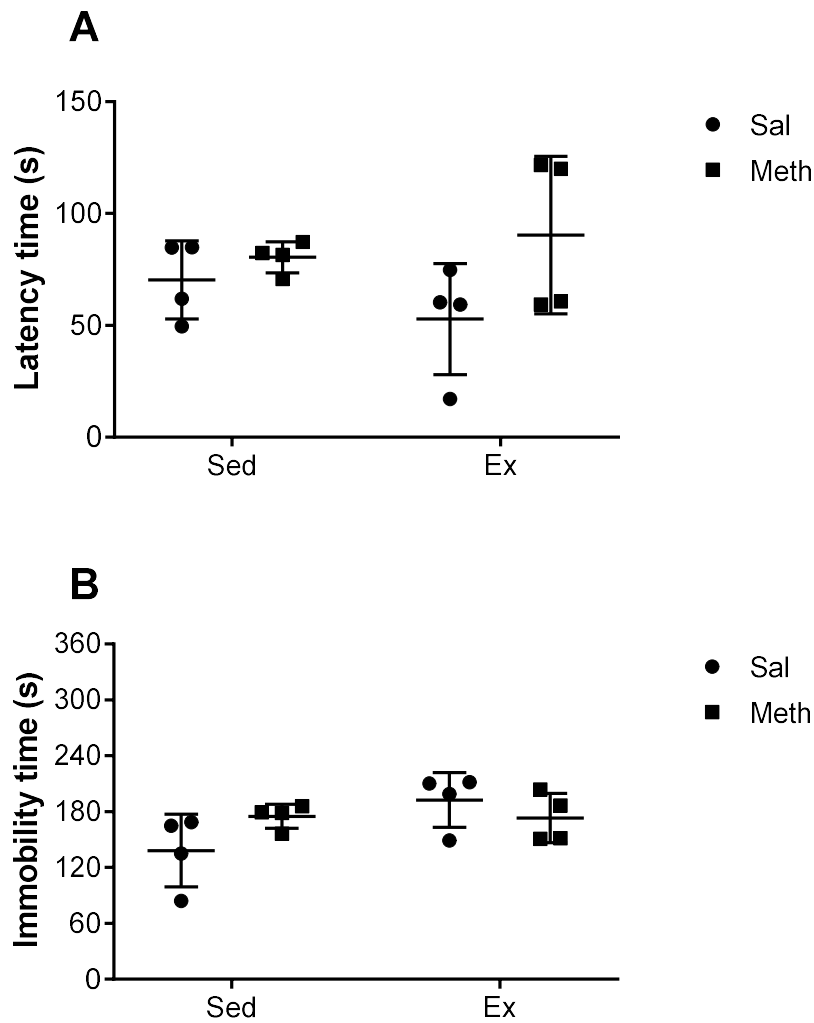 A
Latency time (s)
150
100
50
0
Sed
Ex
Sal
Meth
B
Immobility time (s)
360
300
240
180
120
60
0
Sed
Ex
Sal
Meth